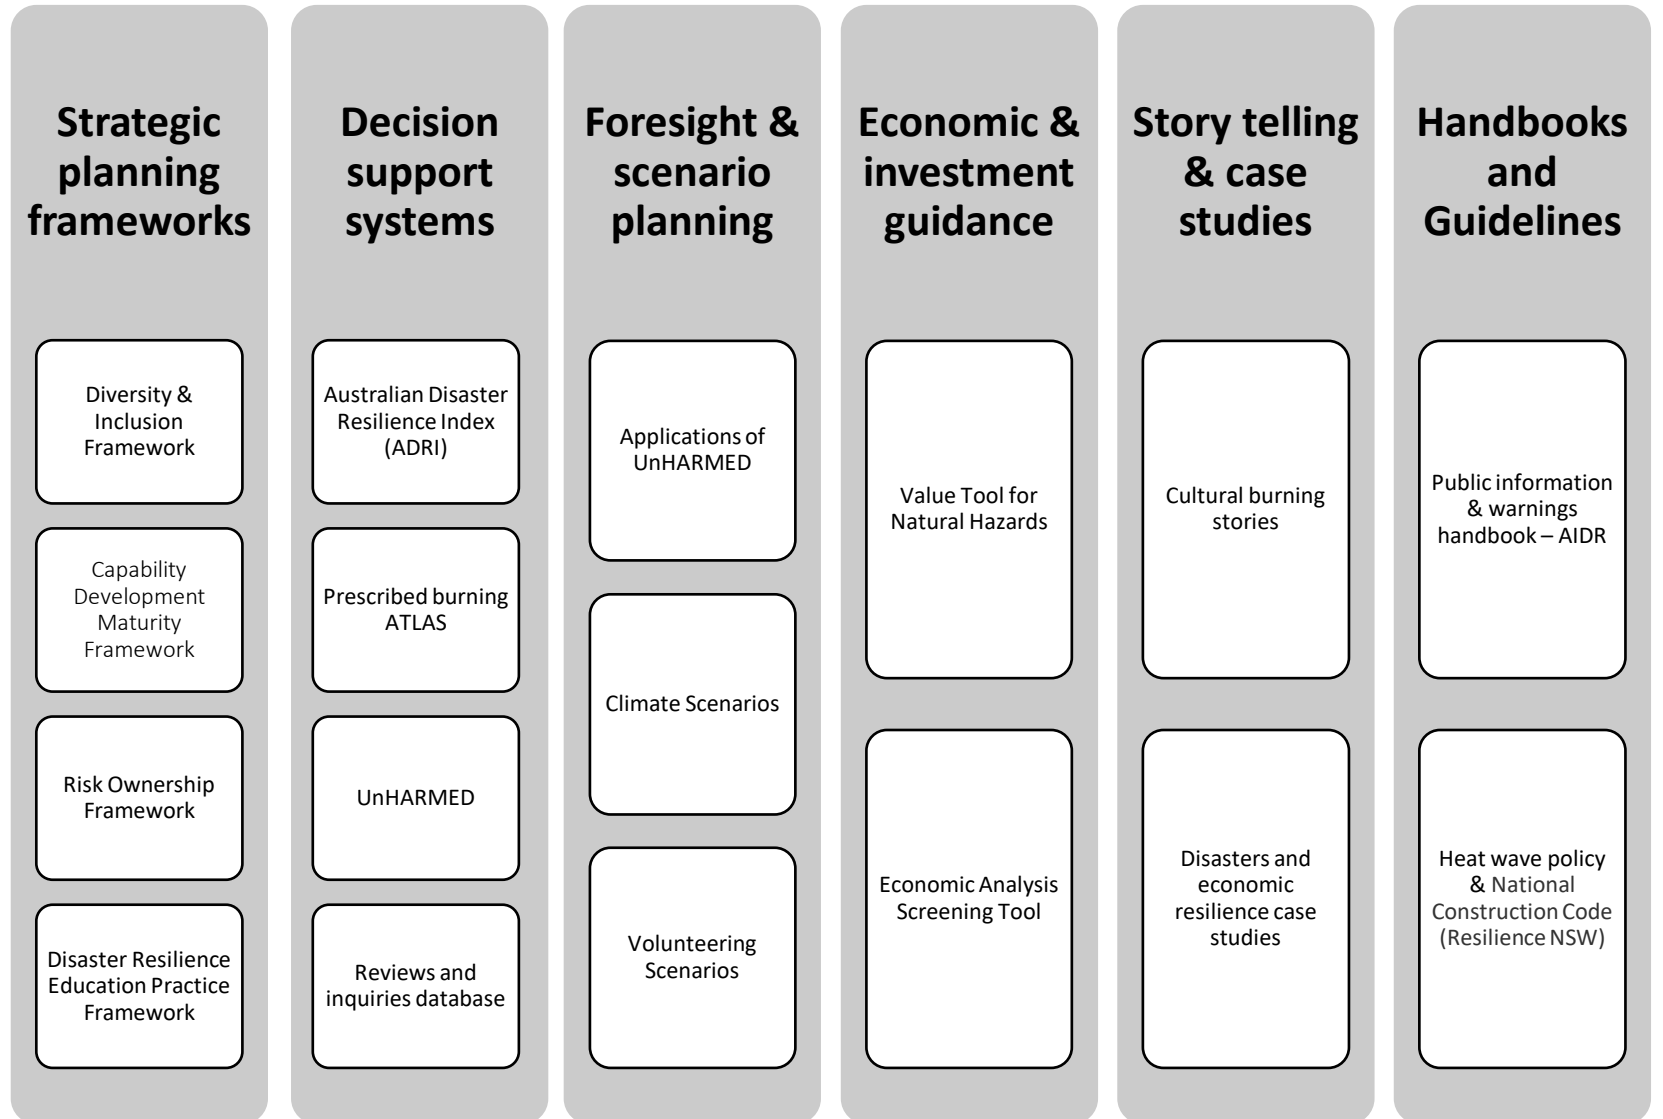 Strategic
planning
frameworks
Diversity &
Inclusion
Framework
Capability
Development
Maturity
Framework
Risk Ownership
Framework
Disaster Resilience
Education Practice
Framework
Decision
support
systems
Australian Disaster
Resilience Index
(ADRI)
Prescribed burning
ATLAS
UnHARMED
Reviews and
inquiries database
Foresight &
scenario
planning
Applications of
UnHARMED
Climate Scenarios
Volunteering
Scenarios
Economic &
investment
guidance
Value Tool for
Natural Hazards
Economic Analysis
Screening Tool
Story telling
& case
studies
Cultural burning
stories
Disasters and
economic
resilience case
studies
Handbooks
and
Guidelines
Public information
& warnings
handbook – AIDR
Heat wave policy
& National
Construction Code
(Resilience NSW)